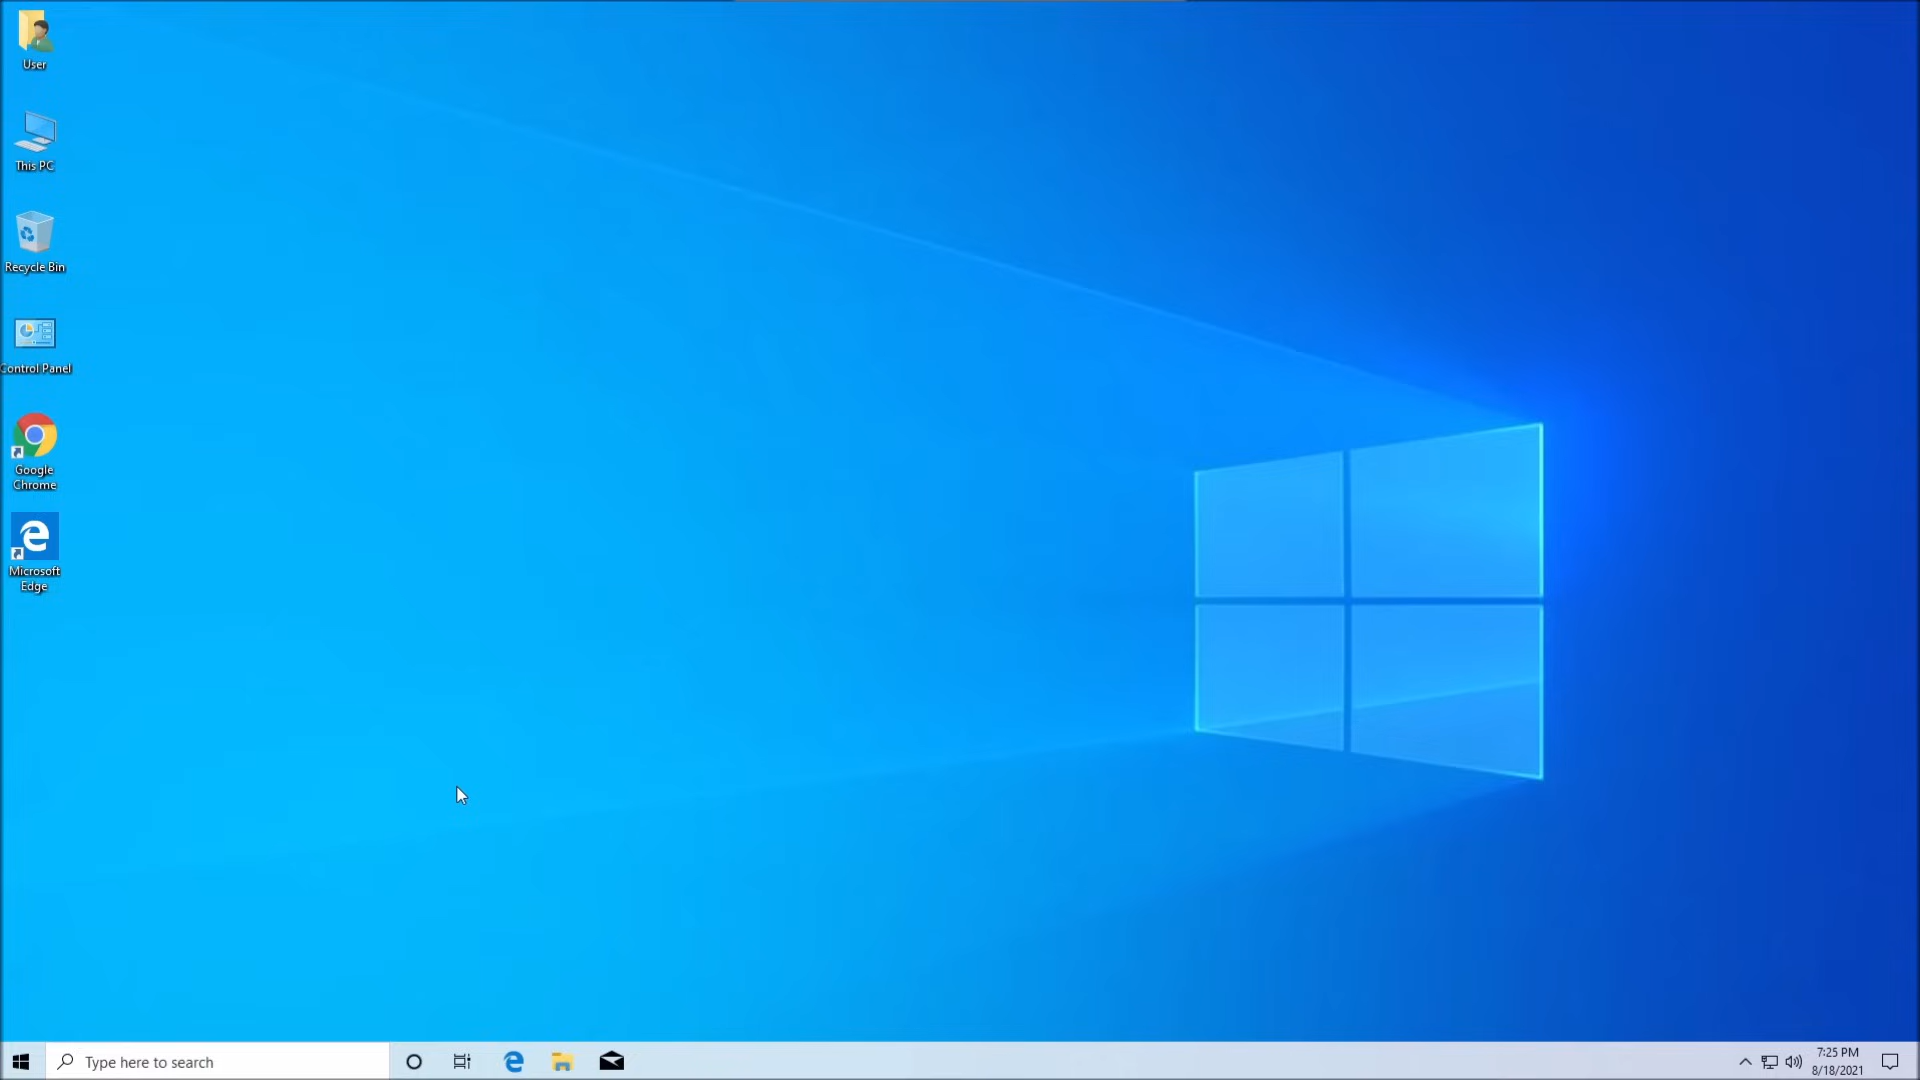 User
This PC
Recycle Bin
Control Panel
Google
Chrome
Microsoft
Edge
Type here to search
7:25 PM
8/18/2021